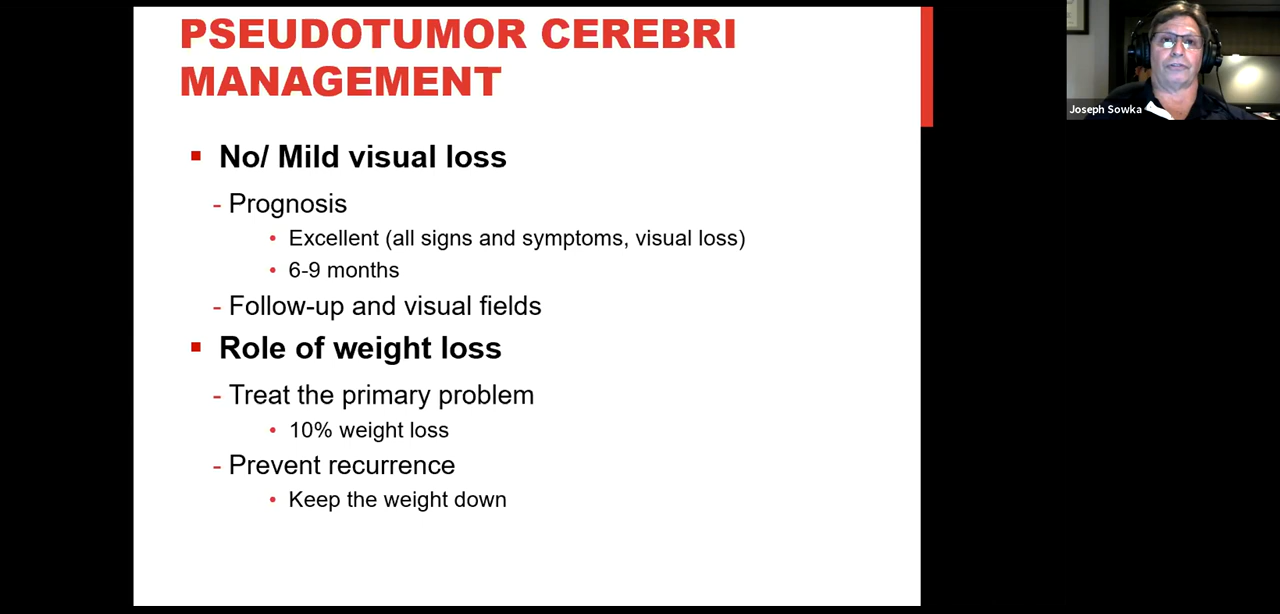 PSEUDOTUMOR CEREBRI
MANAGEMENT
No/ Mild visual loss
- Prognosis
• Excellent (all signs and symptoms, visual loss)
• 6-9 months
- Follow-up and visual fields
Role of weight loss
- Treat the primary problem
• 10% weight loss
- Prevent recurrence
• Keep the weight down
Joseph Sowka